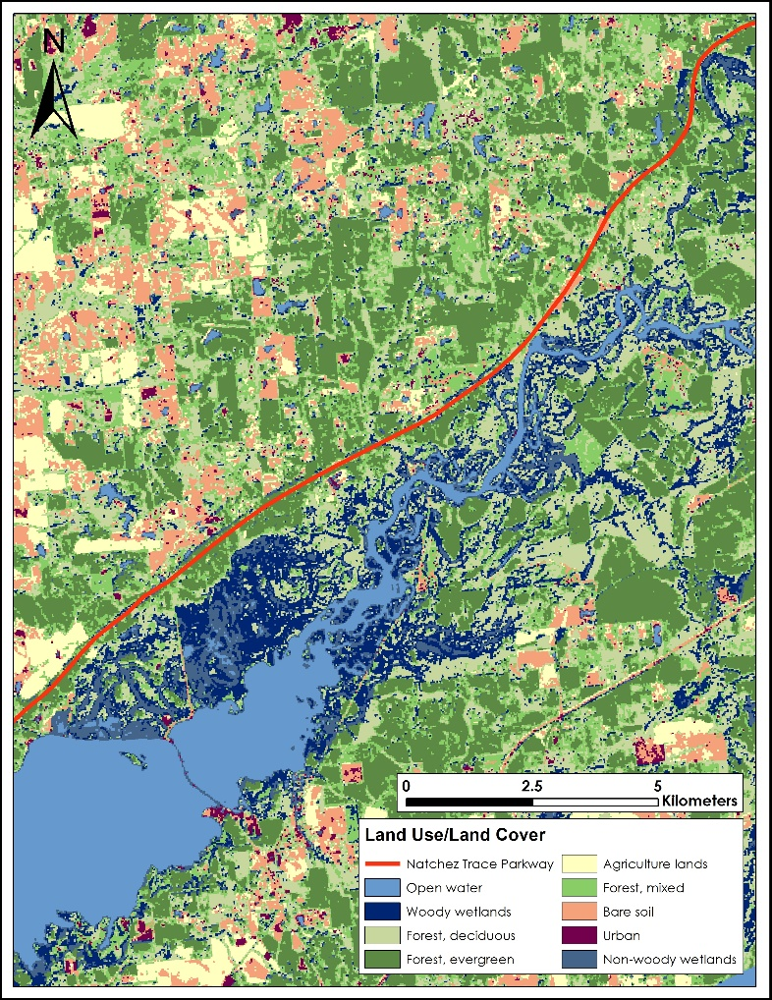 N
0 2.5 5
Kilometers
Land Use/Land Cover
Natchez Trace Parkway
Open water
Woody wetlands
Forest, deciduous
Forest, evergreen
Agriculture lands
Forest, mixed
Bare soil
Urban
Non-woody wetlands